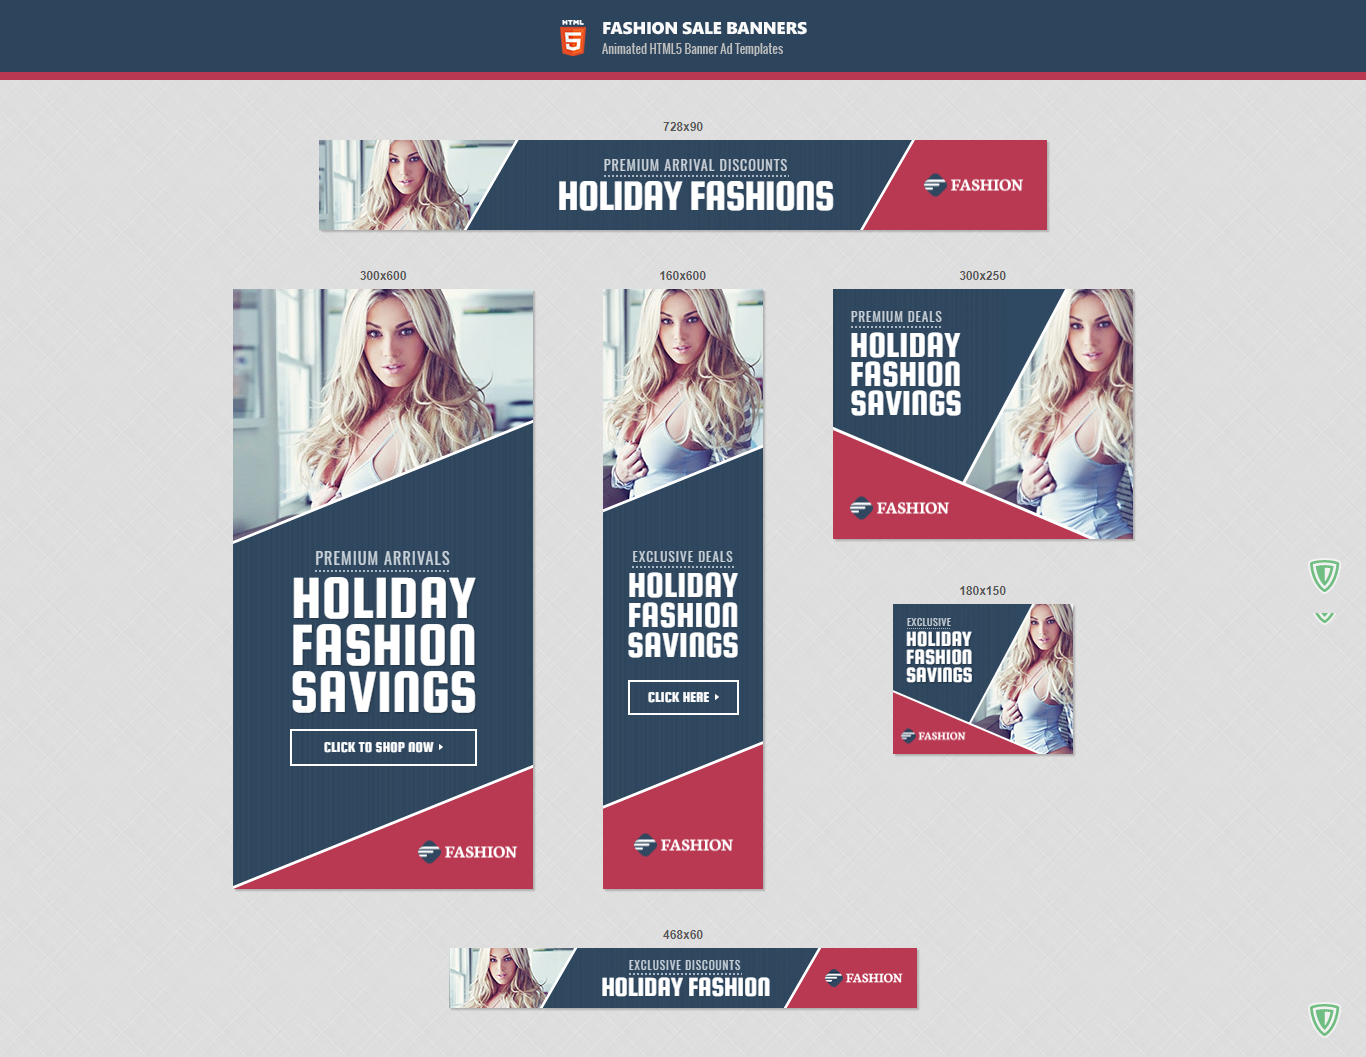 HTML
5
FASHION SALE BANNERS
Animated HTML5 Banner Ad Templates
728x90
PREMIUM ARRIVAL DISCOUNTS
HOLIDAY FASHIONS
FASHION
300x600
PREMIUM ARRIVALS
HOLIDAY
FASHION
SAVINGS
CLICK TO SHOP NOW
FASHION
160x600
EXCLUSIVE DEALS
HOLIDAY
FASHION
SAVINGS
CLICK HERE
FASHION
300x250
PREMIUM DEALS
HOLIDAY
FASHION
SAVINGS
FASHION
180x150
EXCLUSIVE
HOLIDAY
FASHION
SAVINGS
FASHION
468x60
EXCLUSIVE DISCOUNTS
HOLIDAY FASHION
FASHION